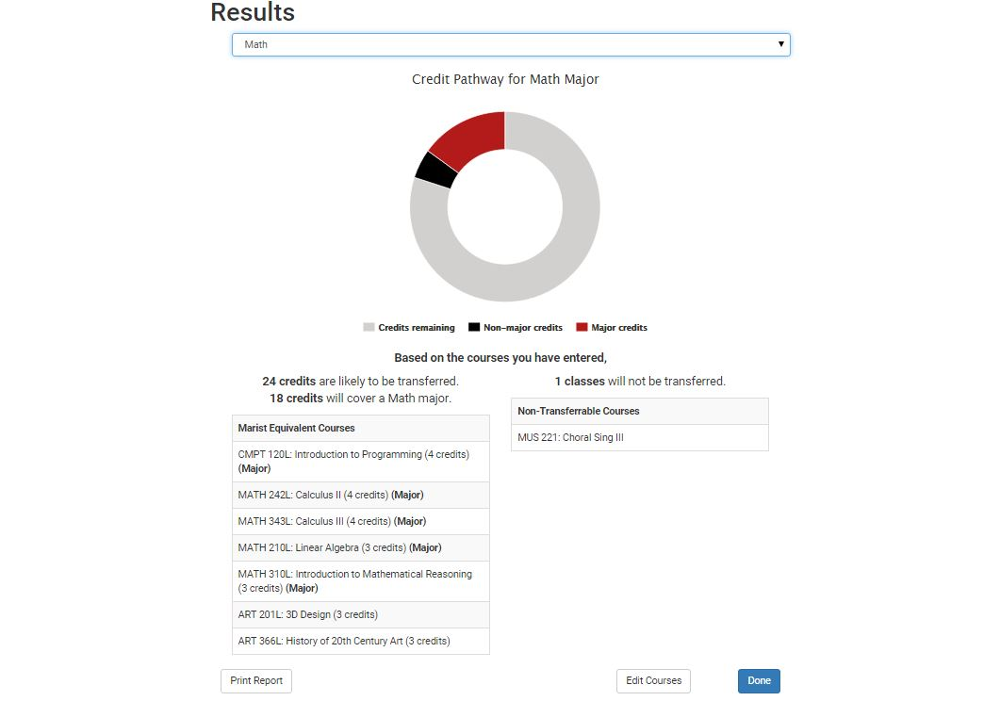 Results
Math
Credit Pathway for Math Major
Credits remaining
Non-major credits
Major credits
Based on the courses you have entered,
24 credits are likely to be transferred.
18 credits will cover a Math major.
Marist Equivalent Courses
CMPT 120L: Introduction to Programming (4 credits)
(Major)
MATH 242L: Calculus II (4 credits) (Major)
MATH 343L: Calculus III (4 credits) (Major)
MATH 210L: Linear Algebra (3 credits) (Major)
MATH 310L: Introduction to Mathematical Reasoning
(3 credits) (Major)
ART 201L: 3D Design (3 credits)
ART 366L: History of 20th Century Art (3 credits)
1 classes will not be transferred.
Non-Transferrable Courses
MUS 221: Choral Sing III
Print Report
Edit Courses
Done